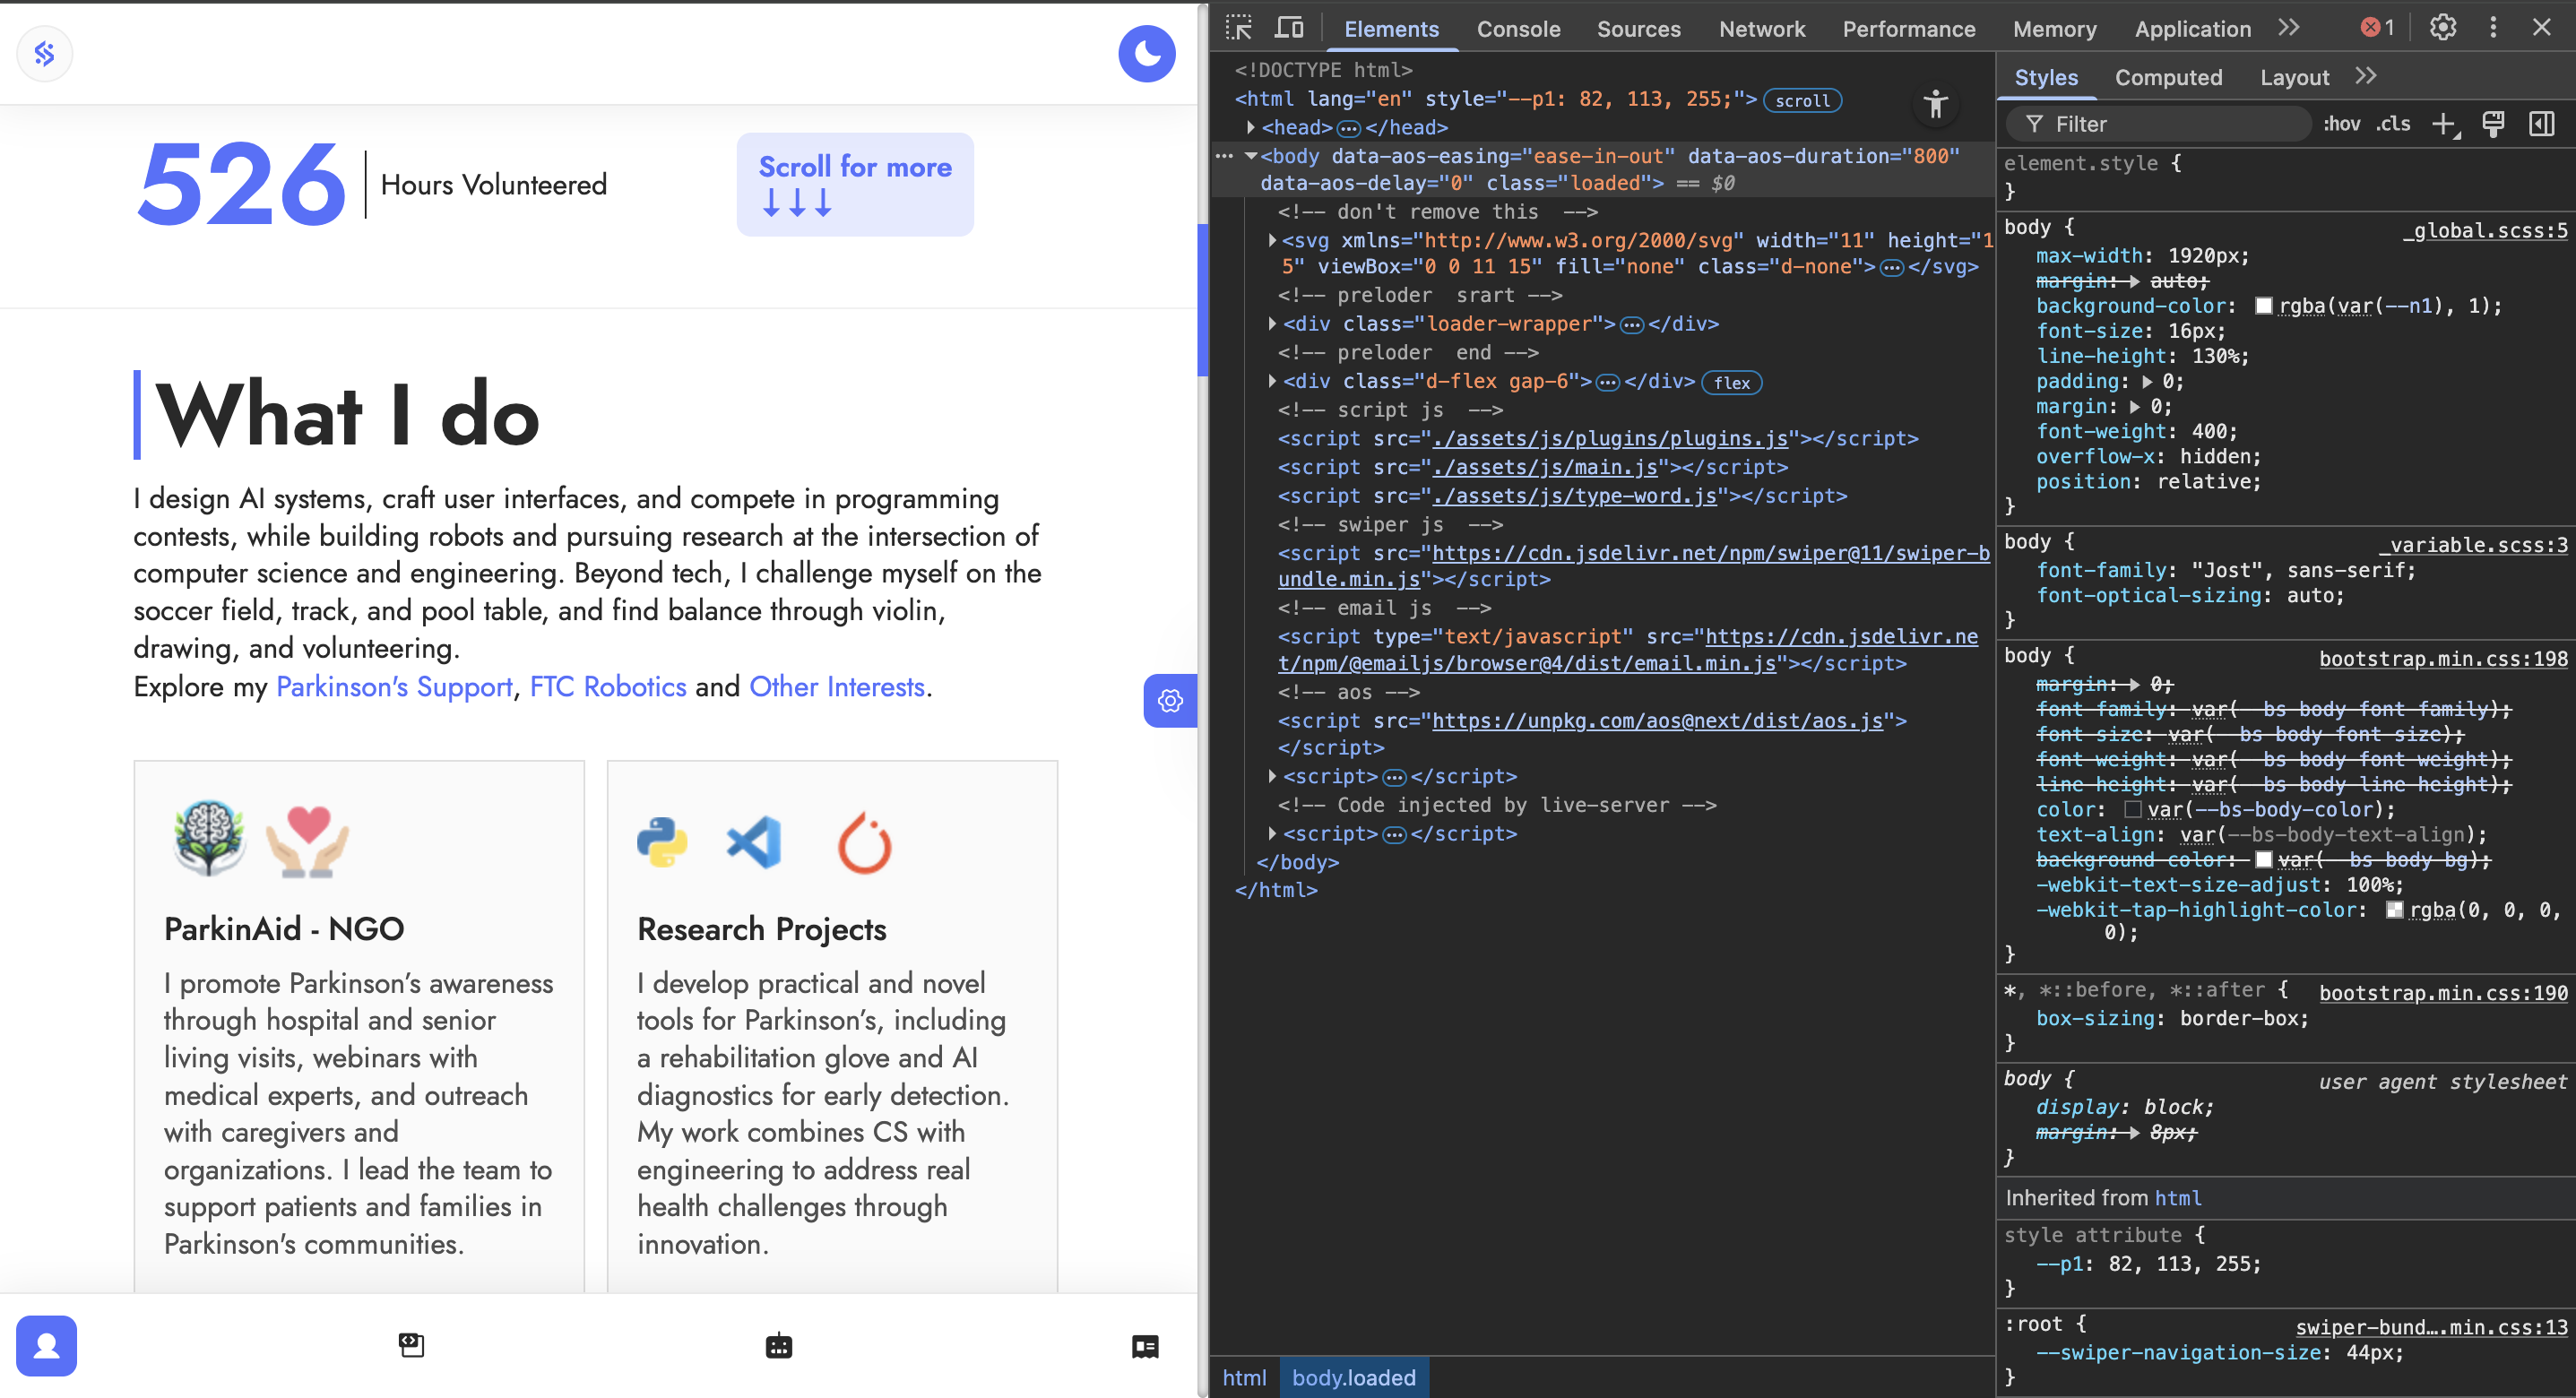 526
Hours Volunteered
Scroll for more
↓↓↓
What I do
I design AI systems, craft user interfaces, and compete in programming
contests, while building robots and pursuing research at the intersection of
computer science and engineering. Beyond tech, I challenge myself on the
soccer field, track, and pool table, and find balance through violin,
drawing, and volunteering.
Explore my Parkinson's Support, FTC Robotics and Other Interests.
ParkinAid - NGO
I promote Parkinson’s awareness
through hospital and senior
living visits, webinars with
medical experts, and outreach
with caregivers and
organizations. I lead the team to
support patients and families in
Parkinson's communities.
Research Projects
I develop practical and novel
tools for Parkinson’s, including
a rehabilitation glove and AI
diagnostics for early detection.
My work combines CS with
engineering to address real
health challenges through
innovation.
Elements Console Sources Network Performance Memory Application 1
<!DOCTYPE html>
<html lang="en" style="--p1: 82, 113, 255;"> scroll
<head>…</head>
… <body data-aos-easing="ease-in-out" data-aos-duration="800"
data-aos-delay="0" class="loaded"> == $0
<!-- don't remove this  -->
<svg xmlns="http://www.w3.org/2000/svg" width="11" height="1
5" viewBox="0 0 11 15" fill="none" class="d-none">…</svg>
<!-- preloder  srart -->
<div class="loader-wrapper">…</div>
<!-- preloder  end -->
<div class="d-flex gap-6">…</div> flex
<!-- script js  -->
<script src="./assets/js/plugins/plugins.js"></script>
<script src="./assets/js/main.js"></script>
<script src="./assets/js/type-word.js"></script>
<!-- swiper js  -->
<script src="https://cdn.jsdelivr.net/npm/swiper@11/swiper-b
undle.min.js"></script>
<!-- email js  -->
<script type="text/javascript" src="https://cdn.jsdelivr.ne
t/npm/@emailjs/browser@4/dist/email.min.js"></script>
<!-- aos -->
<script src="https://unpkg.com/aos@next/dist/aos.js">
</script>
<script>…</script>
<!-- Code injected by live-server -->
<script>…</script>
</body>
</html>
html body.loaded
Styles Computed Layout
Filter :hov .cls
element.style {
}
body { _global.scss:5
max-width: 1920px;
margin: auto;
background-color: rgba(var(--n1), 1);
font-size: 16px;
line-height: 130%;
padding: 0;
margin: 0;
font-weight: 400;
overflow-x: hidden;
position: relative;
}
body { _variable.scss:3
font-family: "Jost", sans-serif;
font-optical-sizing: auto;
}
body { bootstrap.min.css:198
margin: 0;
font-family: var(--bs-body-font-family);
font-size: var(--bs-body-font-size);
font-weight: var(--bs-body-font-weight);
line-height: var(--bs-body-line-height);
color: var(--bs-body-color);
text-align: var(--bs-body-text-align);
background-color: var(--bs-body-bg);
-webkit-text-size-adjust: 100%;
-webkit-tap-highlight-color: rgba(0, 0, 0,
0);
}
*, *::before, *::after { bootstrap.min.css:190
box-sizing: border-box;
}
body { user agent stylesheet
display: block;
margin: 8px;
}
Inherited from html
style attribute {
--p1: 82, 113, 255;
}
:root { swiper-bund….min.css:13
--swiper-navigation-size: 44px;
}